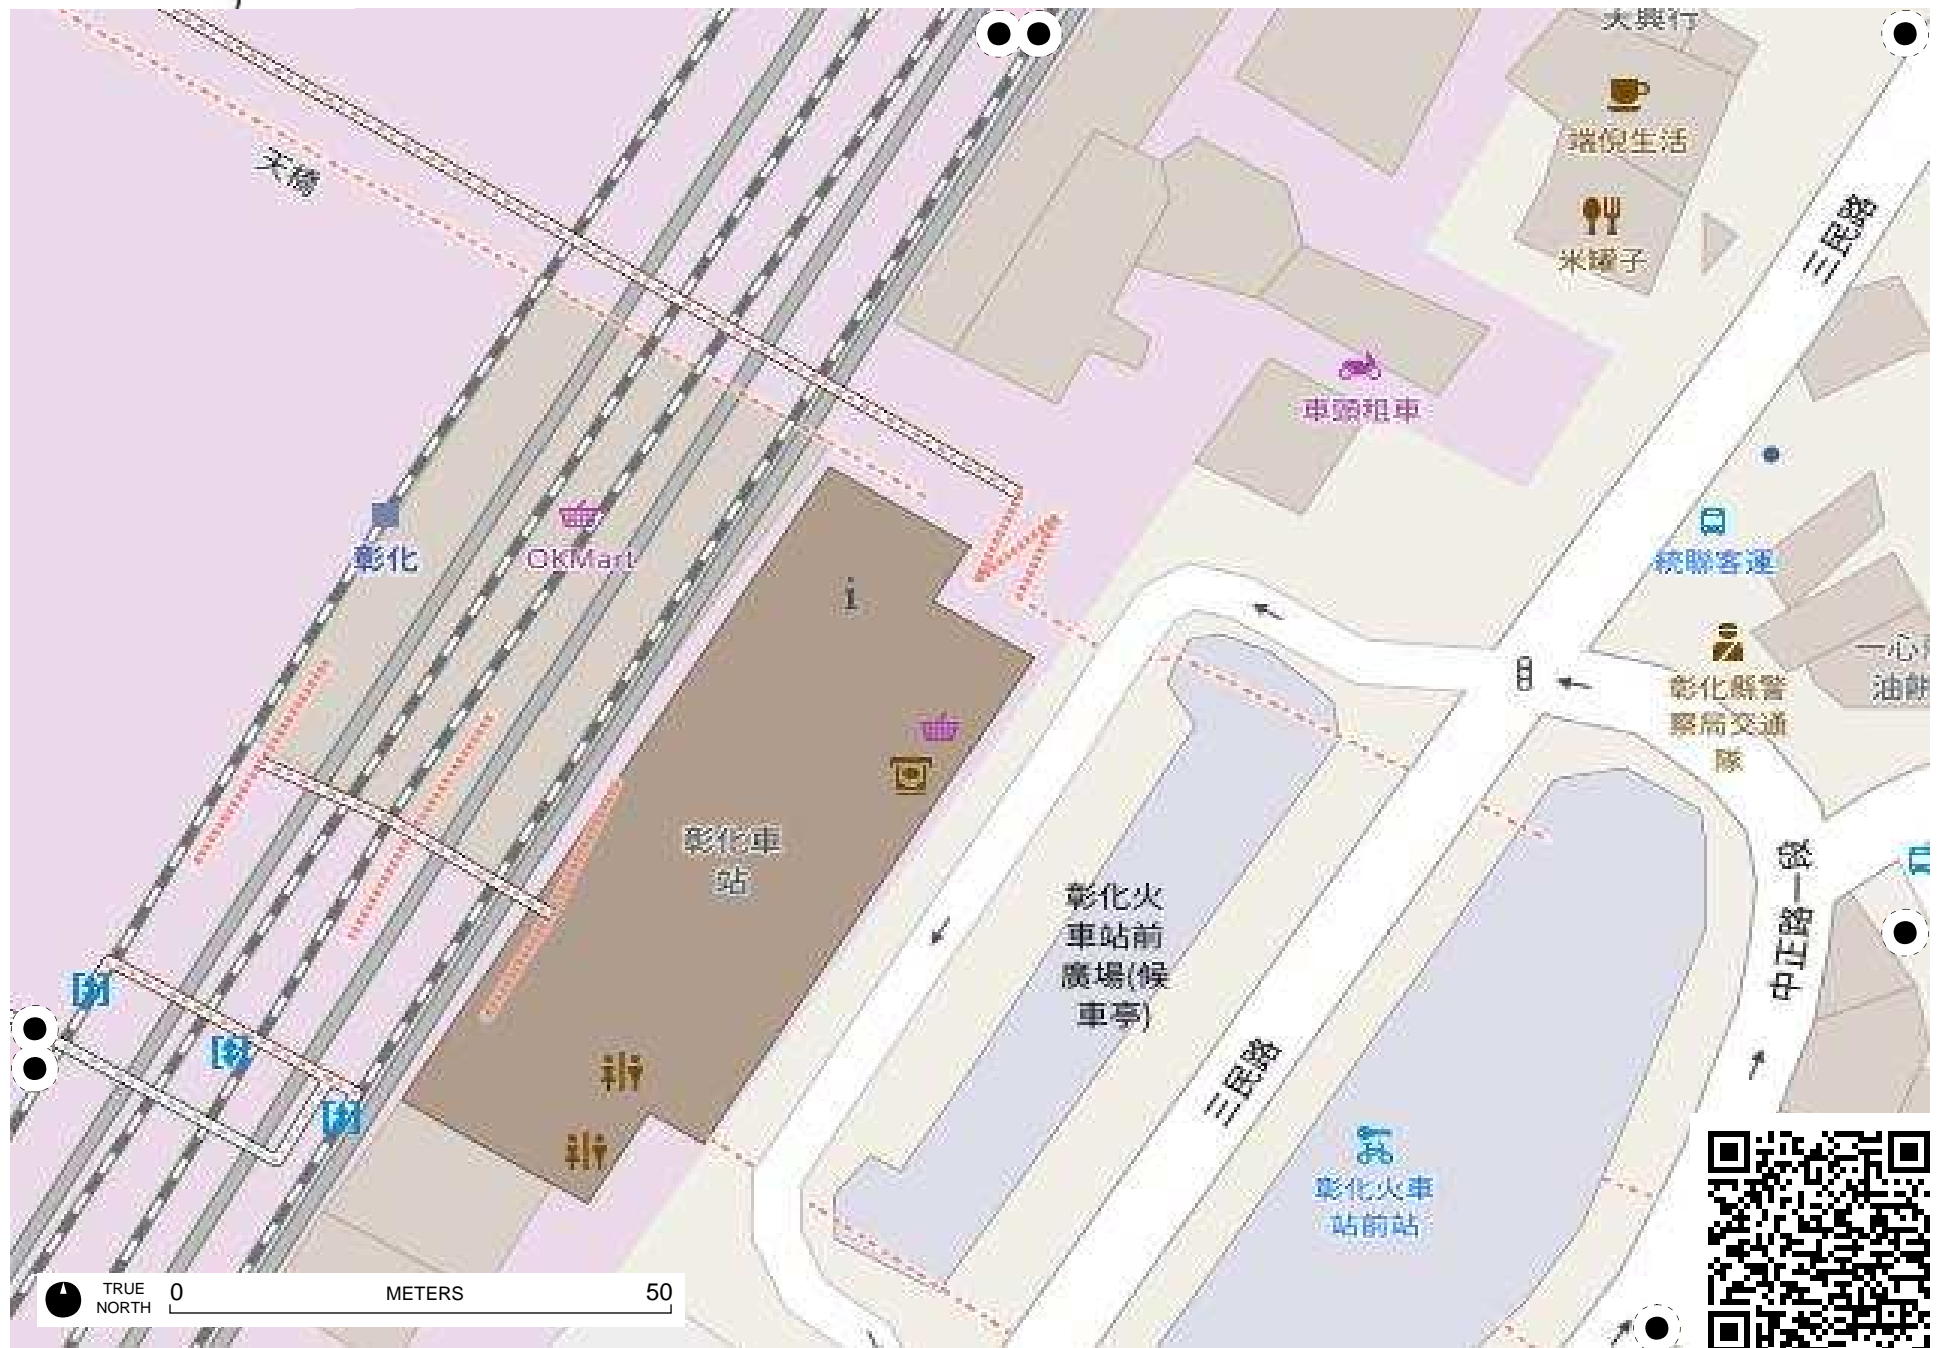 天興行
端倪生活
米罐子
三民路
天橋
車頭租車
彰化
OKMart
統聯客運
彰化縣警
察局交通
隊
一心
油飯
彰化車
站
中正路一段
彰化火
車站前
廣場(候
車亭)
三民路
彰化火車
站前站
TRUE
NORTH
0
METERS
50